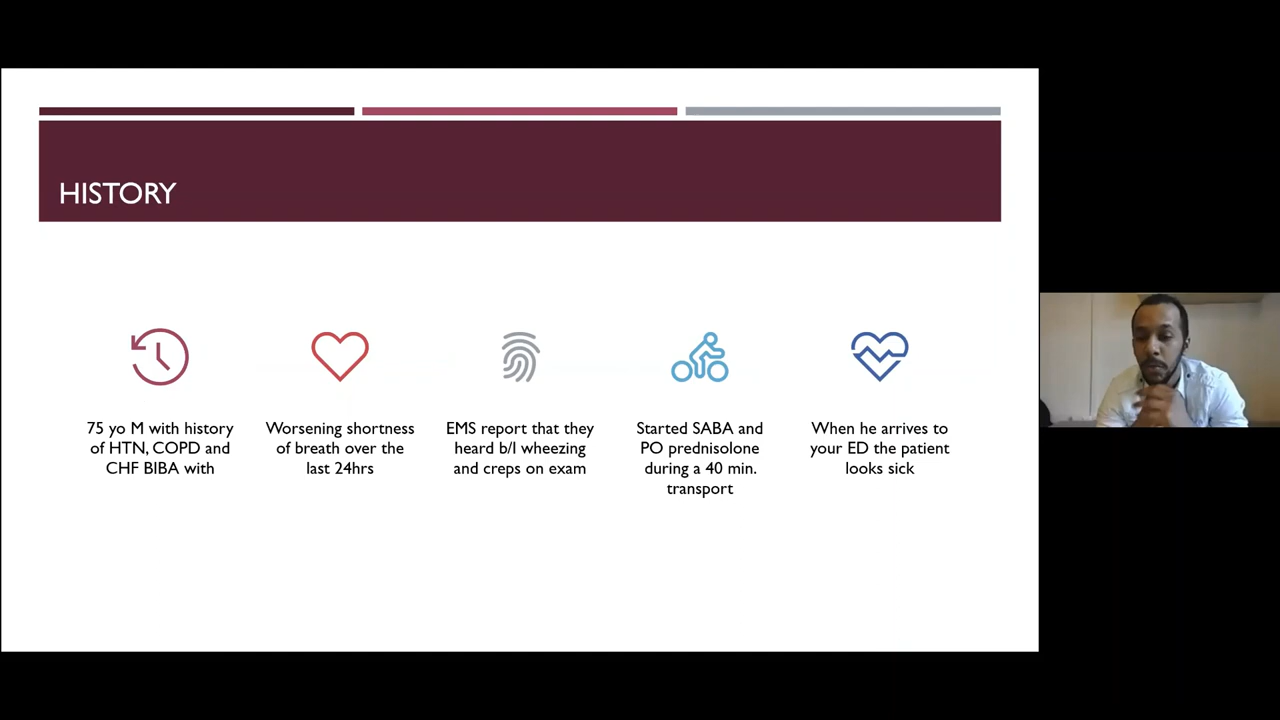 HISTORY
75 yo M with history
of HTN, COPD and
CHF BIBA with
Worsening shortness
of breath over the
last 24hrs
EMS report that they
heard b/l wheezing
and creps on exam
Started SABA and
PO prednisolone
during a 40 min.
transport
When he arrives to
your ED the patient
looks sick